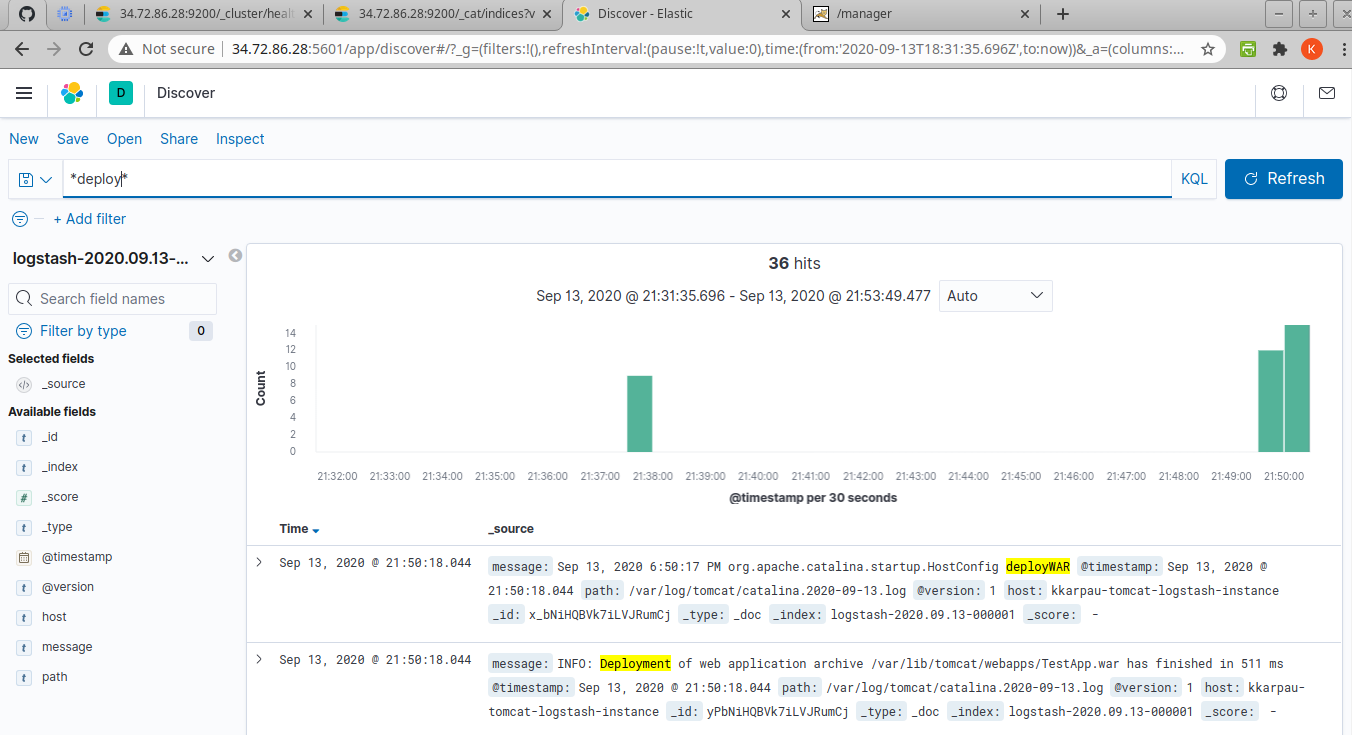 34.72.86.28:9200/_cluster/heal
34.72.86.28:9200/_cat/indices?v
Discover - Elastic
/manager
Not secure
34.72.86.28:5601/app/discover#/?_g=(filters:!(),refreshInterval:(pause:!t,value:0),time:(from:'2020-09-13T18:31:35.696Z',to:now))&_a=(columns:...
K
D
Discover
New
Save
Open
Share
Inspect
*deploy*
KQL
Refresh
+ Add filter
logstash-2020.09.13-...
Search field names
Filter by type
0
Selected fields
_source
Available fields
t _id
t _index
# _score
t _type
@timestamp
t @version
t host
t message
t path
36 hits
Sep 13, 2020 @ 21:31:35.696 - Sep 13, 2020 @ 21:53:49.477
Auto
Count
14
12
10
8
6
4
2
0
21:32:00 21:33:00 21:34:00 21:35:00 21:36:00 21:37:00 21:38:00 21:39:00 21:40:00 21:41:00 21:42:00 21:43:00 21:44:00 21:45:00 21:46:00 21:47:00 21:48:00 21:49:00 21:50:00
@timestamp per 30 seconds
Time
_source
Sep 13, 2020 @ 21:50:18.044
message: Sep 13, 2020 6:50:17 PM org.apache.catalina.startup.HostConfig deployWAR @timestamp: Sep 13, 2020 @
21:50:18.044 path: /var/log/tomcat/catalina.2020-09-13.log @version: 1 host: kkarpau-tomcat-logstash-instance
_id: x_bNiHQBVk7iLVJRumCj _type: _doc _index: logstash-2020.09.13-000001 _score: -
Sep 13, 2020 @ 21:50:18.044
message: INFO: Deployment of web application archive /var/lib/tomcat/webapps/TestApp.war has finished in 511 ms
@timestamp: Sep 13, 2020 @ 21:50:18.044 path: /var/log/tomcat/catalina.2020-09-13.log @version: 1 host: kkarpau-
tomcat-logstash-instance _id: yPbNiHQBVk7iLVJRumCj _type: _doc _index: logstash-2020.09.13-000001 _score: -